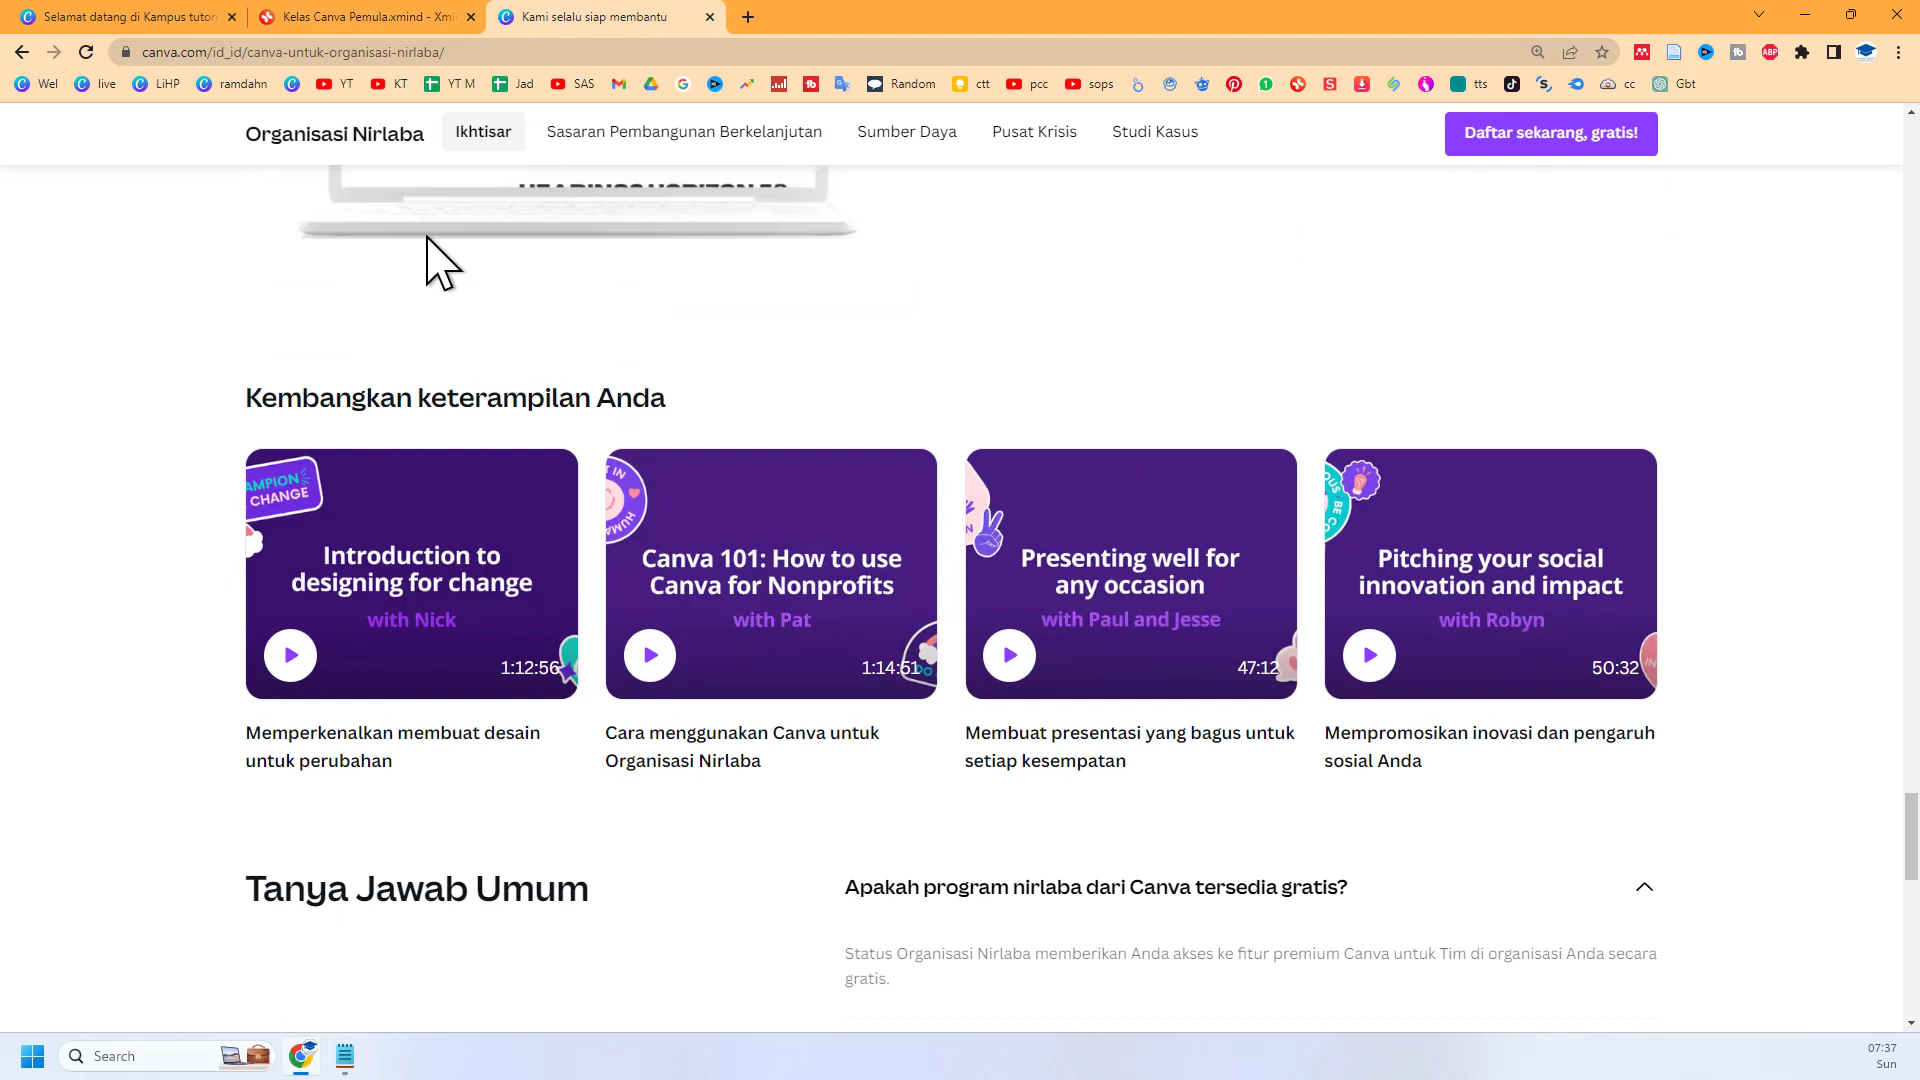 Selamat datang di Kampus tutor
Kelas Canva Pemula.xmind - Xmi
Kami selalu siap membantu
canva.com/id_id/canva-untuk-organisasi-nirlaba/
Wel live LiHP ramdahn YT KT YT M Jad SAS Random ctt pcc sops tts cc Gbt
Organisasi Nirlaba Ikhtisar Sasaran Pembangunan Berkelanjutan Sumber Daya Pusat Krisis Studi Kasus Daftar sekarang, gratis!
Kembangkan keterampilan Anda
CHANGE
Introduction to
designing for change
with Nick
1:12:56
Memperkenalkan membuat desain
untuk perubahan
Canva 101: How to use
Canva for Nonprofits
with Pat
1:14:51
Cara menggunakan Canva untuk
Organisasi Nirlaba
Presenting well for
any occasion
with Paul and Jesse
47:12
Membuat presentasi yang bagus untuk
setiap kesempatan
Pitching your social
innovation and impact
with Robyn
50:32
Mempromosikan inovasi dan pengaruh
sosial Anda
Tanya Jawab Umum
Apakah program nirlaba dari Canva tersedia gratis?
Status Organisasi Nirlaba memberikan Anda akses ke fitur premium Canva untuk Tim di organisasi Anda secara
gratis.
Search
07:37
Sun